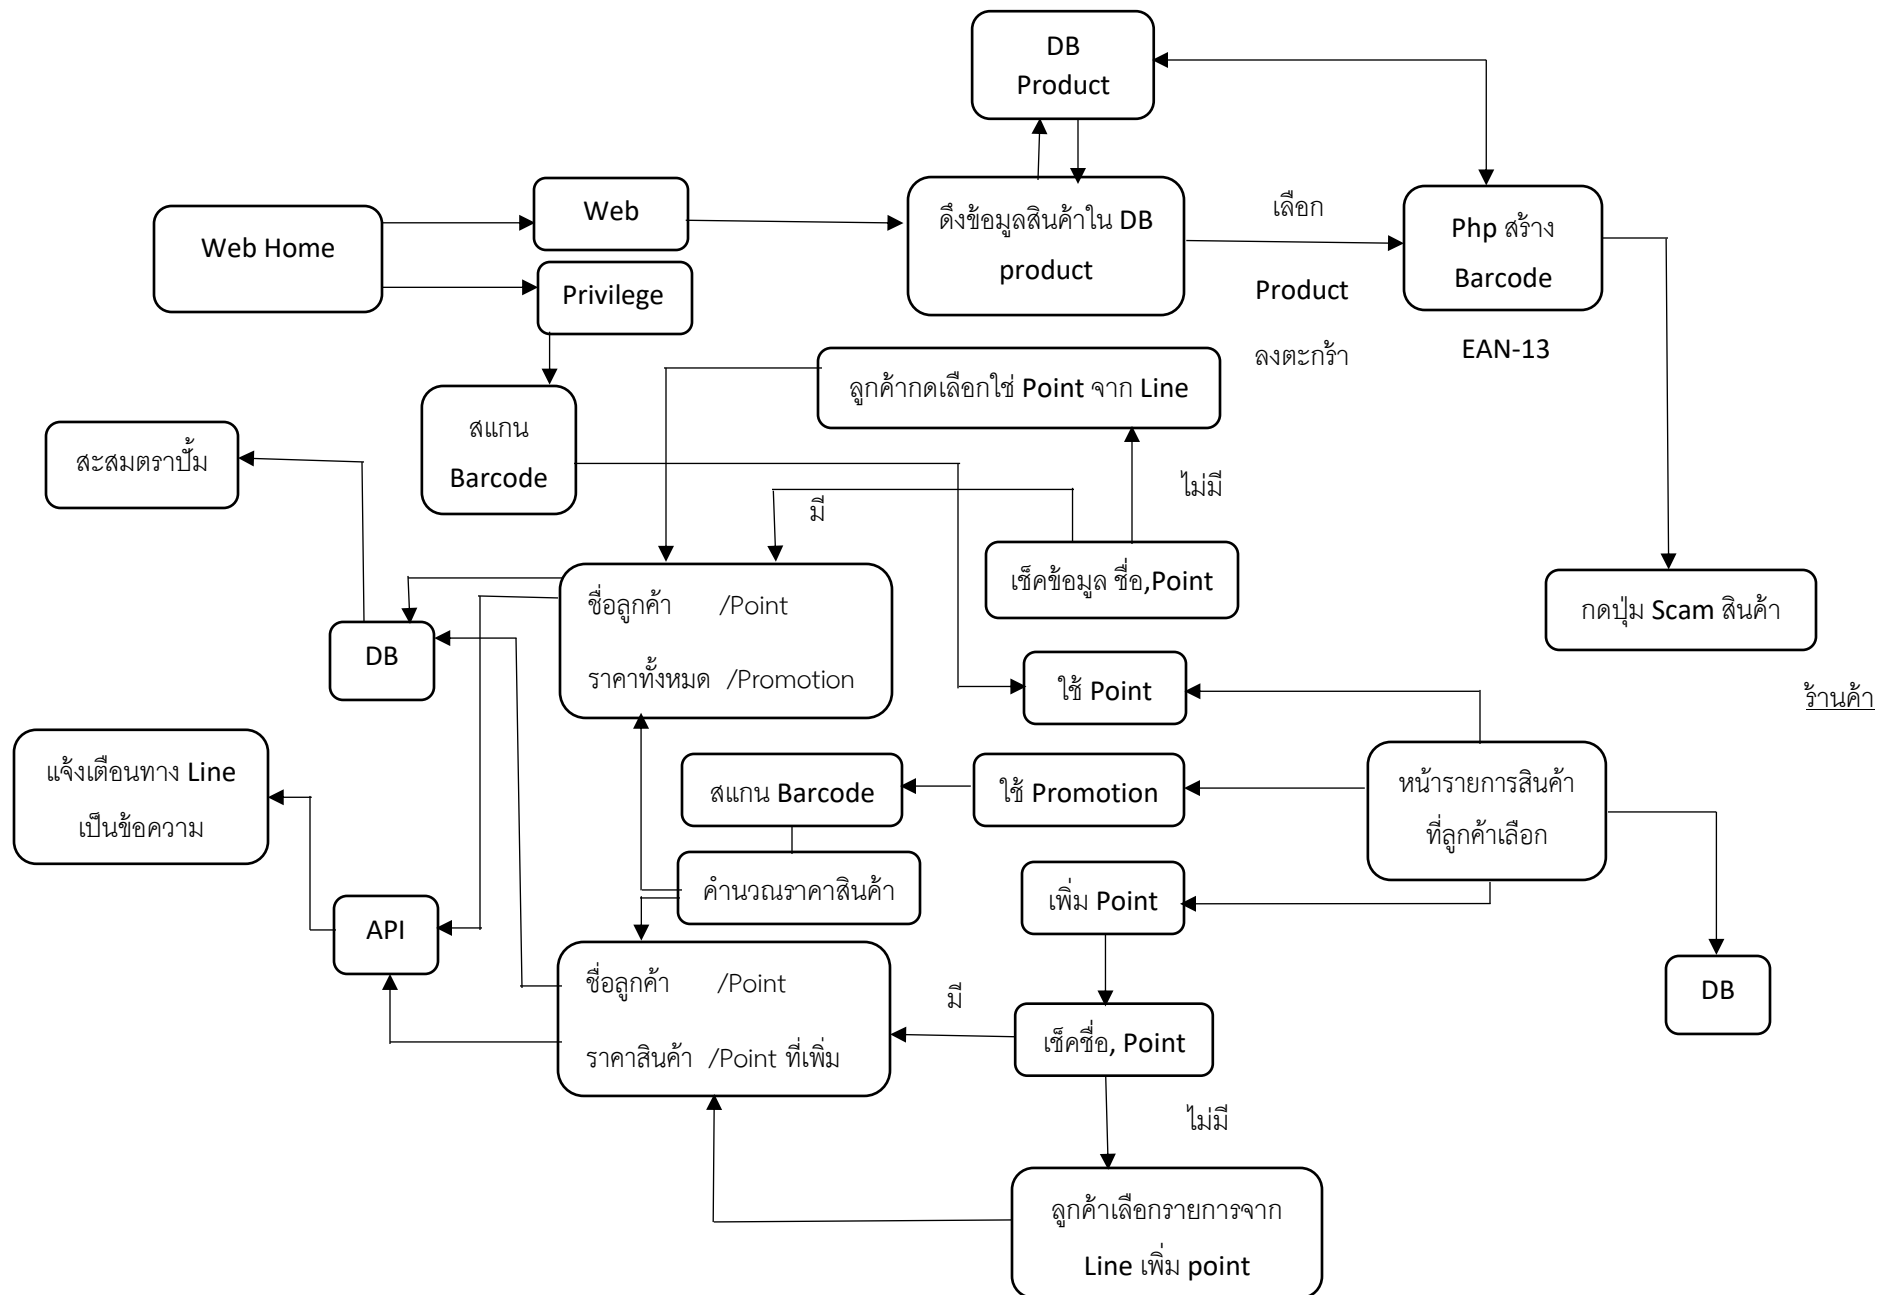 DB
Product
Web Home
Web
Privilege
ดึงข้อมูลสินค้าใน DB
product
เลือก
Product
ลงตะกร้า
Php สร้าง
Barcode
EAN-13
ลูกค้ากดเลือกใช่ Point จาก Line
สแกน
Barcode
สะสมตราปั้ม
มี
ไม่มี
เช็คข้อมูล ชื่อ,Point
กดปุ่ม Scam สินค้า
ชื่อลูกค้า /Point
ราคาทั้งหมด /Promotion
DB
ใช้ Point
ร้านค้า
แจ้งเตือนทาง Line
เป็นข้อความ
สแกน Barcode
ใช้ Promotion
หน้ารายการสินค้า
ที่ลูกค้าเลือก
คำนวณราคาสินค้า
เพิ่ม Point
API
ชื่อลูกค้า /Point
ราคาสินค้า /Point ที่เพิ่ม
มี
เช็คชื่อ, Point
DB
ไม่มี
ลูกค้าเลือกรายการจาก
Line เพิ่ม point